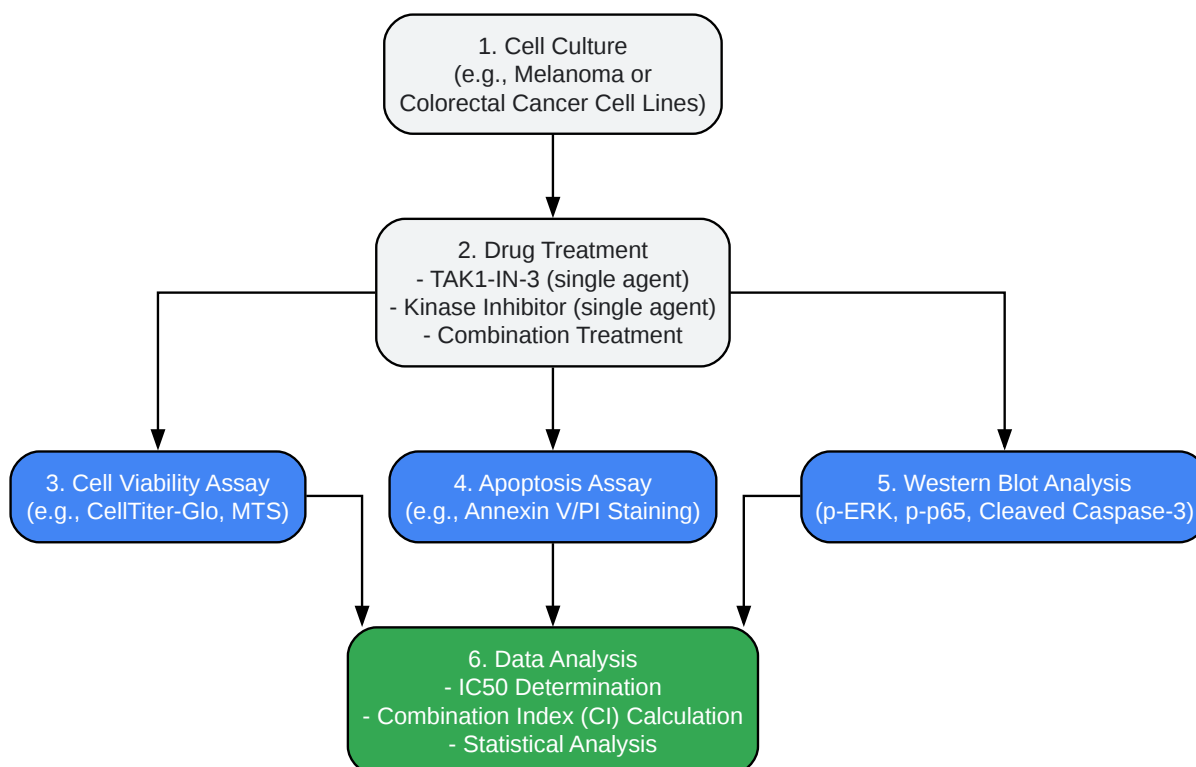 1. Cell Culture
(e.g., Melanoma or
Colorectal Cancer Cell Lines)
2. Drug Treatment
- TAK1-IN-3 (single agent)
- Kinase Inhibitor (single agent)
- Combination Treatment
3. Cell Viability Assay
(e.g., CellTiter-Glo, MTS)
4. Apoptosis Assay
(e.g., Annexin V/PI Staining)
5. Western Blot Analysis
(p-ERK, p-p65, Cleaved Caspase-3)
6. Data Analysis
- IC50 Determination
- Combination Index (CI) Calculation
- Statistical Analysis